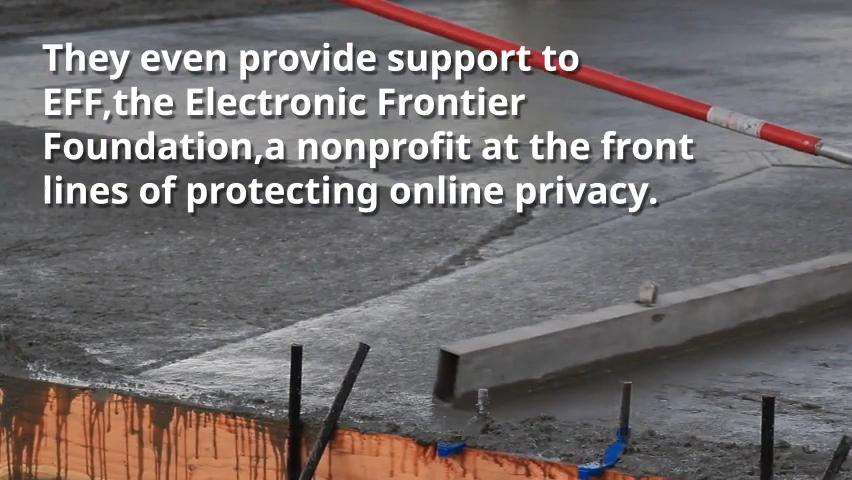 They even provide support to
EFF,the Electronic Frontier
Foundation,a nonprofit at the front
lines of protecting online privacy.